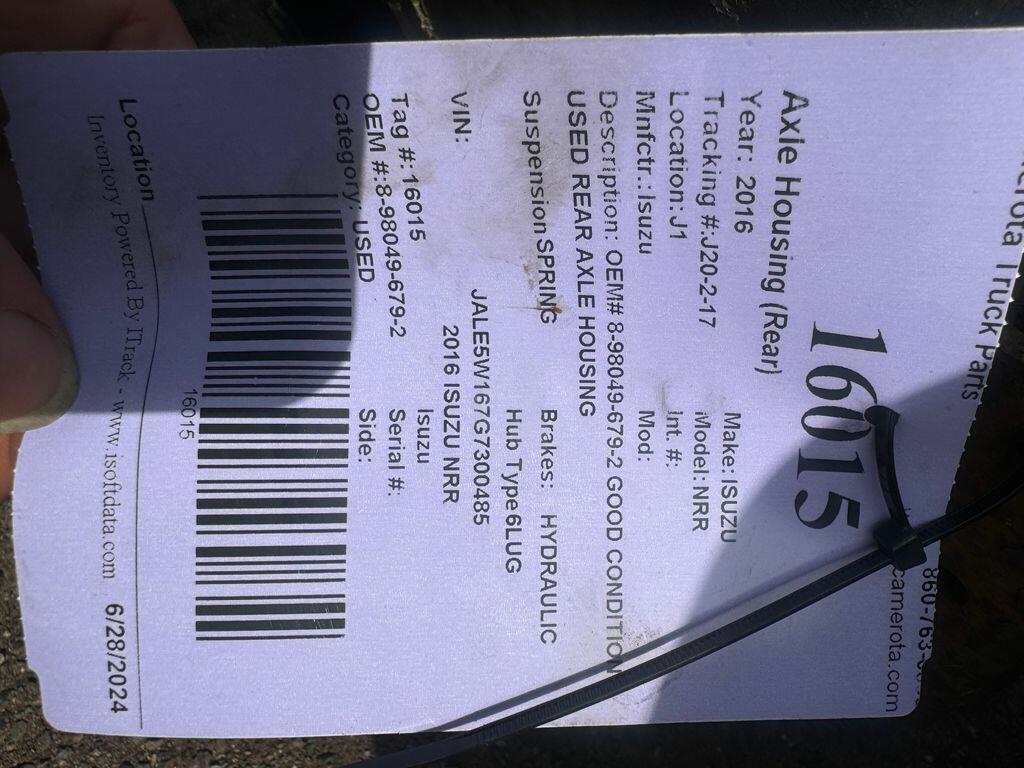 Truck Parts
860-763-
camerota.com
16015
Axle Housing (Rear)
Year: 2016 Make: ISUZU
Tracking #:J20-2-17 Model: NRR
Location: J1 Int. #:
Mnfctr.:Isuzu Mod:
Description: OEM# 8-98049-679-2 GOOD CONDITION
USED REAR AXLE HOUSING
Suspension SPRING Brakes: HYDRAULIC
Hub Type 6LUG
VIN: JALE5W167G7300485
2016 ISUZU NRR
Isuzu
Tag #:16015 Serial #:
OEM #:8-98049-679-2 Side:
Category: USED
16015
Location
Inventory Powered By ITrack - www.isoftdata.com 6/28/2024